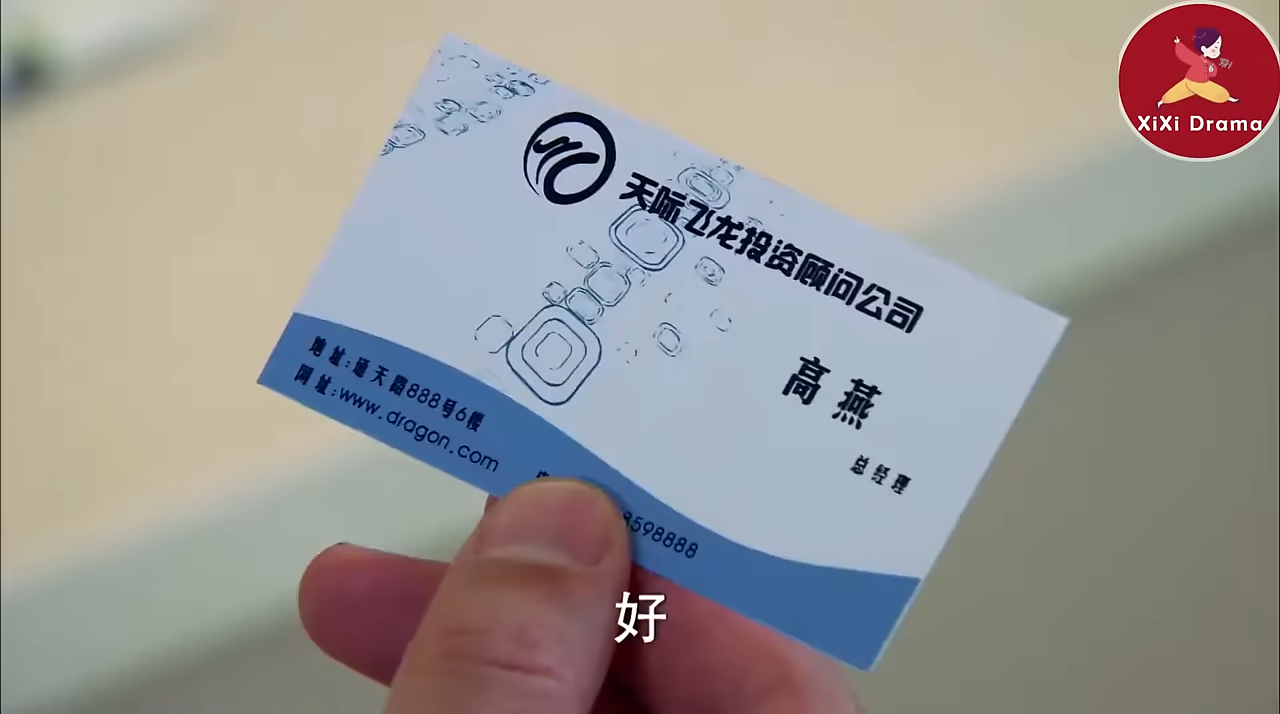 XiXi Drama
天际飞龙投资顾问公司
高燕
总经理
地址:通天路888号6楼
网址:www.dragon.com
8598888
好